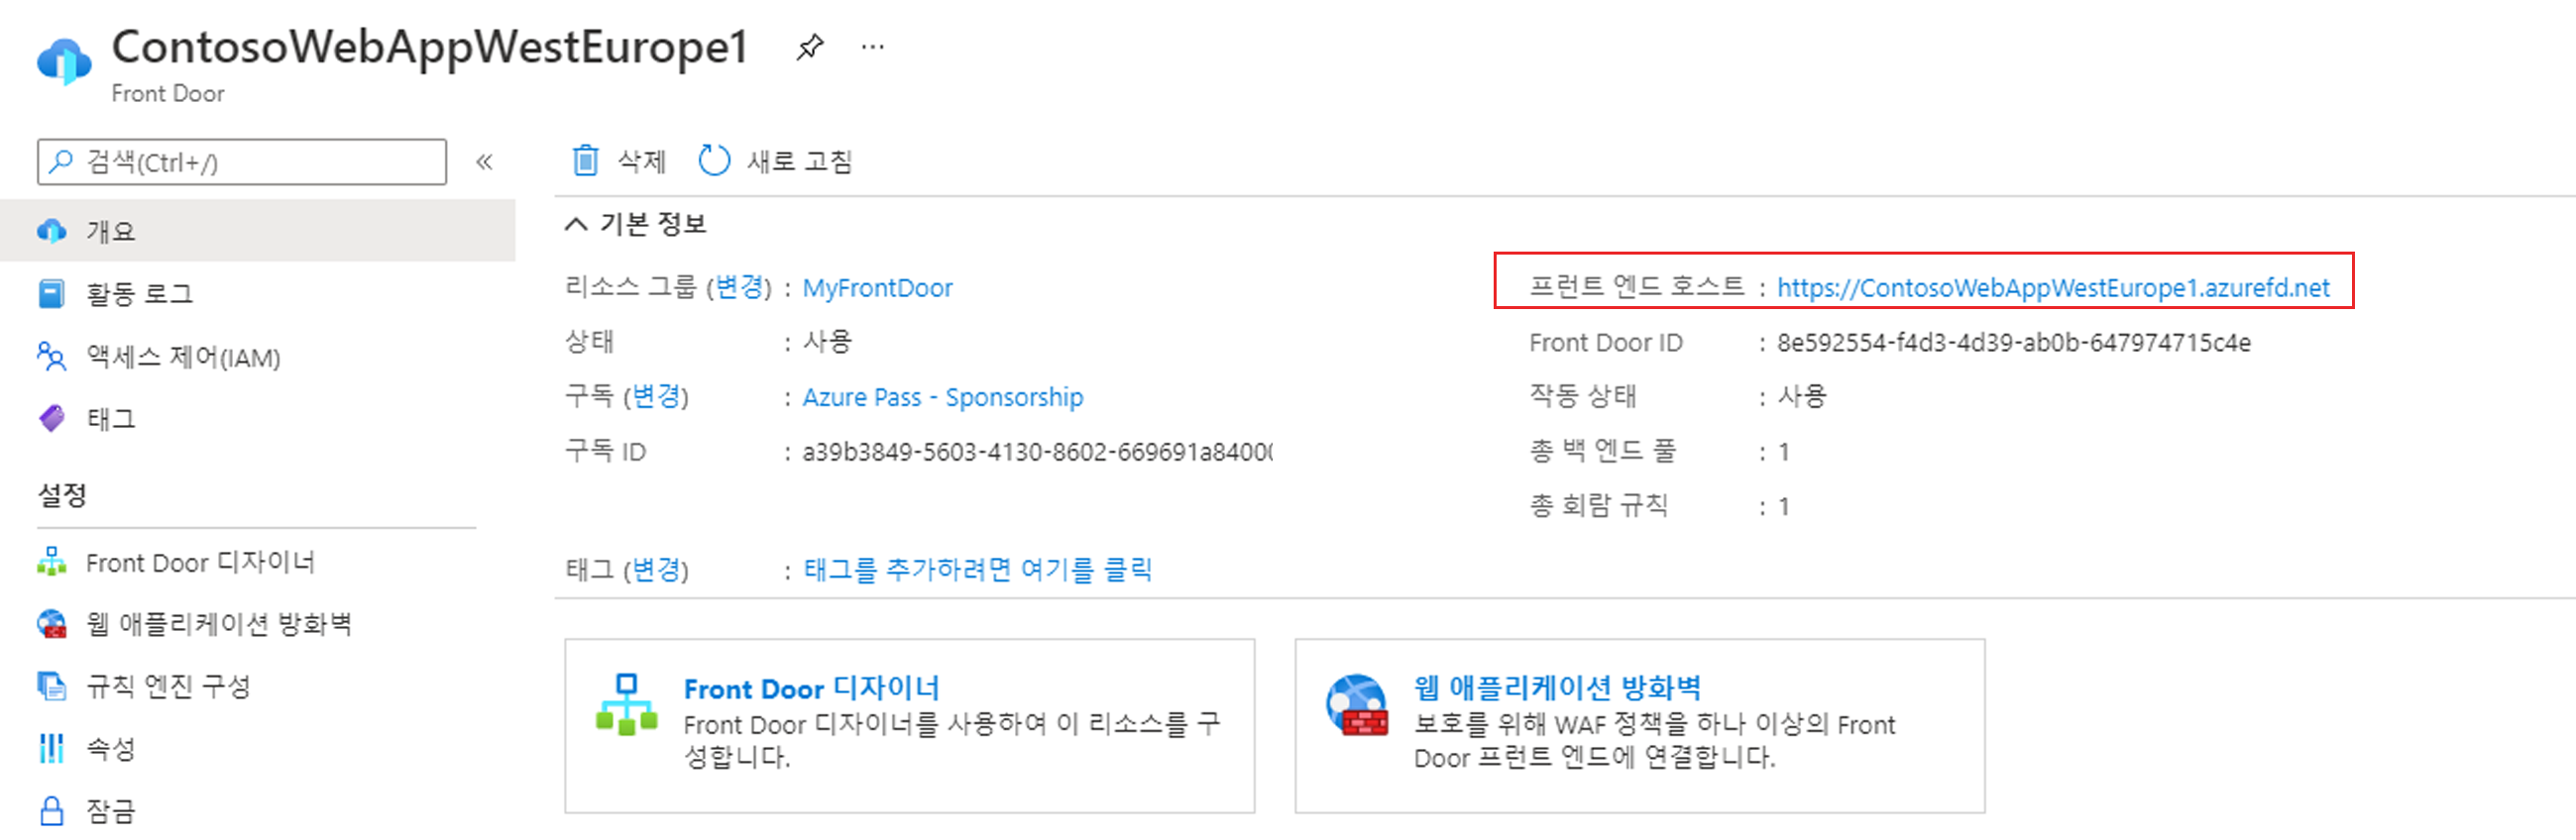 ContosoWebAppWestEurope1 ...
Front Door
검색(Ctrl+/) «
삭제 새로 고침
개요
활동 로그
액세스 제어(IAM)
태그
설정
Front Door 디자이너
웹 애플리케이션 방화벽
규칙 엔진 구성
속성
잠금
기본 정보
리소스 그룹 (변경) : MyFrontDoor
상태 : 사용
구독 (변경) : Azure Pass - Sponsorship
구독 ID : a39b3849-5603-4130-8602-669691a8400
프런트 엔드 호스트 : https://ContosoWebAppWestEurope1.azurefd.net
Front Door ID : 8e592554-f4d3-4d39-ab0b-647974715c4e
작동 상태 : 사용
총 백 엔드 풀 : 1
총 회람 규칙 : 1
태그 (변경) : 태그를 추가하려면 여기를 클릭
Front Door 디자이너
Front Door 디자이너를 사용하여 이 리소스를 구
성합니다.
웹 애플리케이션 방화벽
보호를 위해 WAF 정책을 하나 이상의 Front
Door 프런트 엔드에 연결합니다.